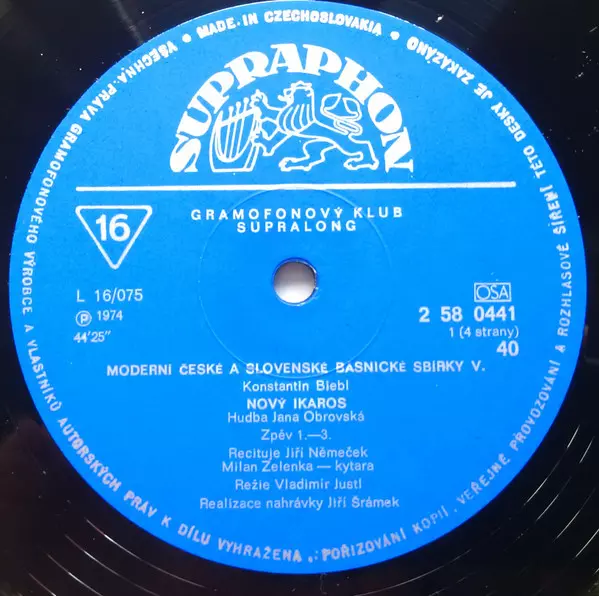 VŠECHNA PRÁVA GRAMOFONOVÉHO VÝROBCE A VLASTNÍKŮ AUTORSKÝCH PRÁV K DÍLU VYHRAŽENA .: POŘIZOVÁNÍ KOPIÍ, VEŘEJNÉ PROVOZOVÁNÍ A ROZHLASOVÉ ŠÍŘENÍ TÉTO DESKY JE ZAKÁZÁNO
MADE IN CZECHOSLOVAKIA
SUPRAPHON
16
GRAMOFONOVÝ KLUB
SUPRALONG
L 16/075
Ⓟ 1974
44'25"
OSA
2 58 0441
1 (4 strany)
40
MODERNÍ ČESKÉ A SLOVENSKÉ BÁSNICKÉ SBÍRKY V.
Konstantin Biebl
NOVÝ IKAROS
Hudba Jana Obrovská
Zpěv 1.—3.
Recituje Jiří Němeček
Milan Zelenka — kytara
Režie Vladimír Justl
Realizace nahrávky Jiří Šrámek